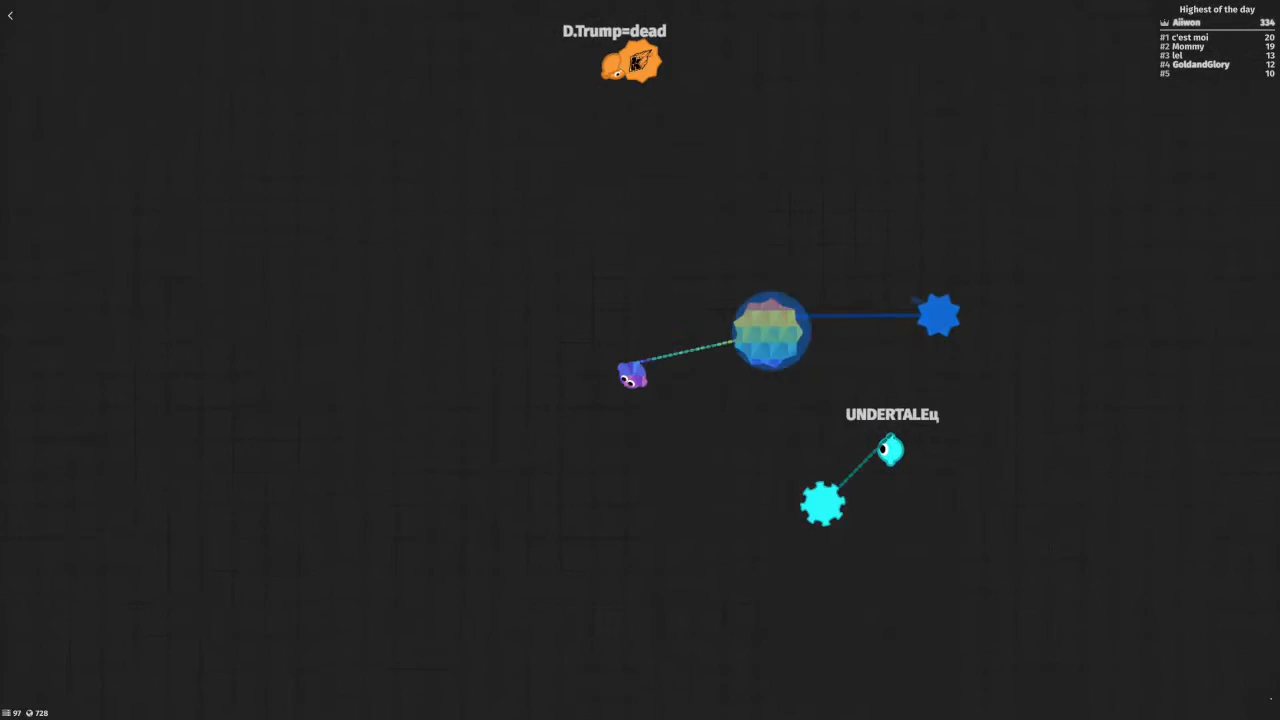 Highest of the day
Aiiwon 334
#1 c'est moi 20
#2 Mommy 19
#3 lel 13
#4 GoldandGlory 12
#5 10
D.Trump=dead
UNDERTALEц
97 728